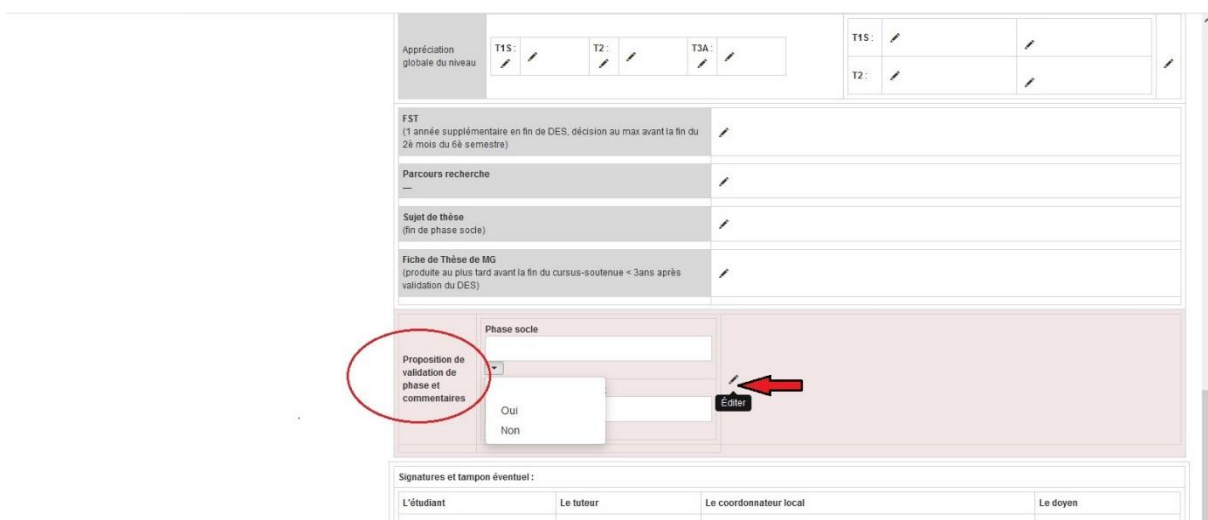 Appréciation
globale du niveau
T1S :
T2 :
T3A :
T1S :
T2 :
FST
(1 année supplémentaire en fin de DES, décision au max avant la fin du
2è mois du 6è semestre)
Parcours recherche
—
Sujet de thèse
(fin de phase socle)
Fiche de Thèse de MG
(produite au plus tard avant la fin du cursus-soutenue < 3ans après
validation du DES)
Proposition de
validation de
phase et
commentaires
Phase socle
Oui
Non
Éditer
Signatures et tampon éventuel :
L'étudiant
Le tuteur
Le coordonnateur local
Le doyen